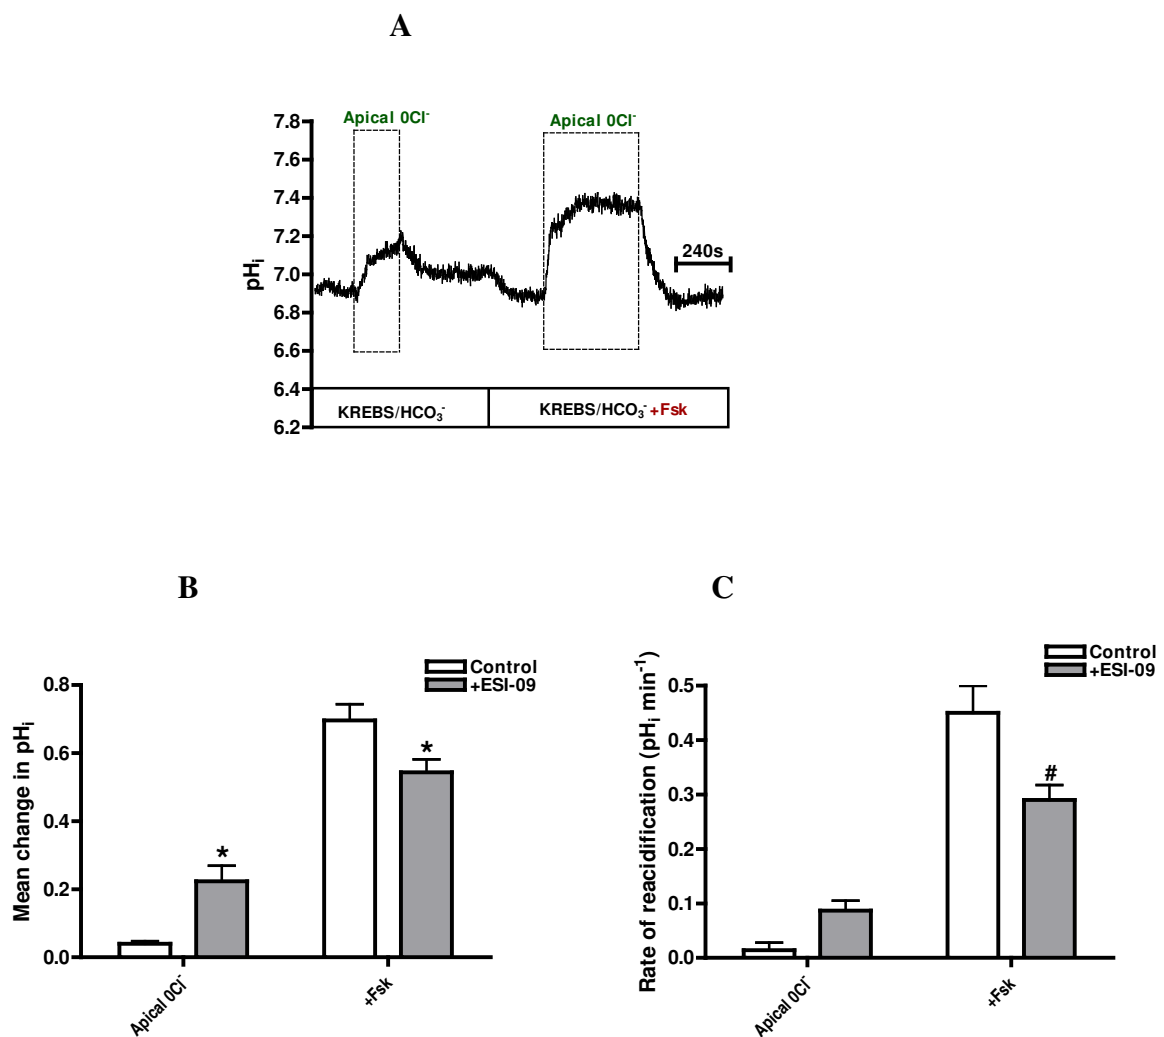 A
Apical 0Cl⁻ Apical 0Cl⁻
7.8
7.6
7.4
7.2
7.0
6.8
6.6
6.4
6.2
pHᵢ
240s
KREBS/HCO₃⁻ KREBS/HCO₃⁻ +Fsk
B
Control
+ESI-09
0.8
0.6
0.4
0.2
0.0
Mean change in pHᵢ
*
*
Apical 0Cl⁻ +Fsk
C
Control
+ESI-09
0.5
0.4
0.3
0.2
0.1
0.0
Rate of reacidification (pHᵢ min⁻¹)
#
Apical 0Cl⁻ +Fsk